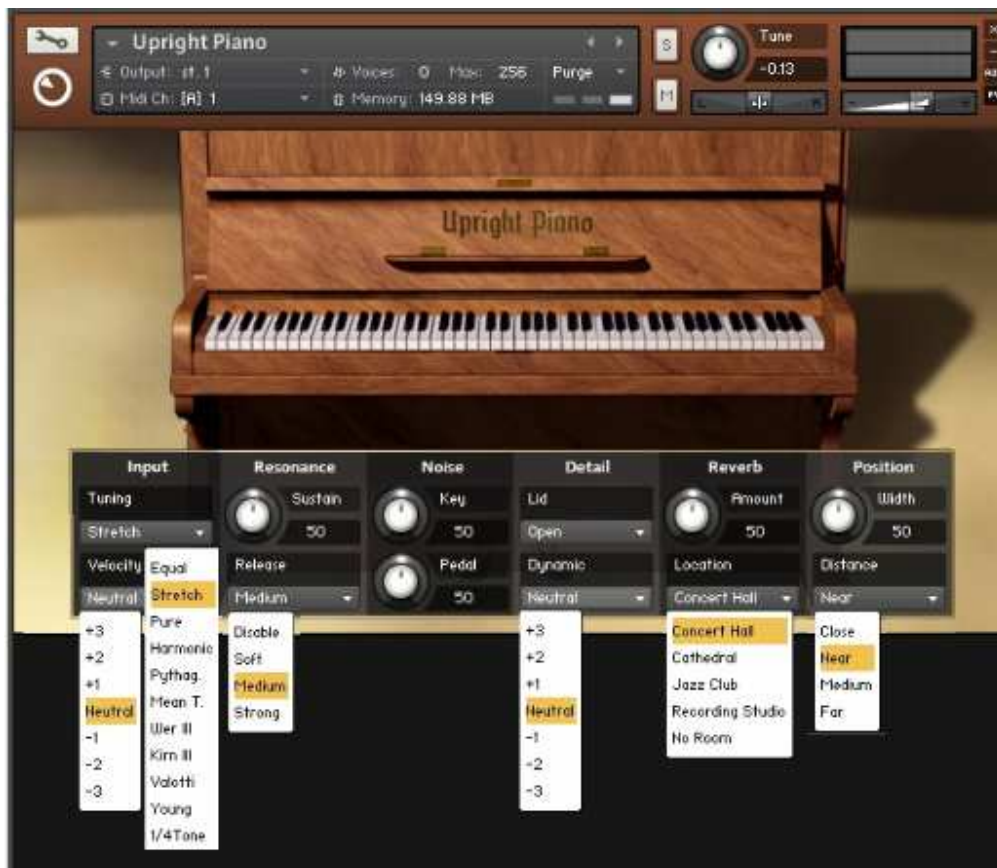 Upright Piano
Output: st. 1
Voices: 0 Max: 256 Purge
Midi Ch: [A] 1
Memory: 149.88 MB
S
M
Tune
-0.13
L R
Upright Piano
Input Resonance Noise Detail Reverb Position
Tuning Sustain Key Lid Amount Width
Stretch 50 50 Open 50 50
Velocity Release Pedal Dynamic Location Distance
Neutral Medium 50 Neutral Concert Hall Near
+3
+2
+1
Neutral
-1
-2
-3
Equal
Stretch
Pure
Harmonic
Pythag.
Mean T.
Wer III
Kirn III
Valotti
Young
1/4Tone
Disable
Soft
Medium
Strong
+3
+2
+1
Neutral
-1
-2
-3
Concert Hall
Cathedral
Jazz Club
Recording Studio
No Room
Close
Near
Medium
Far